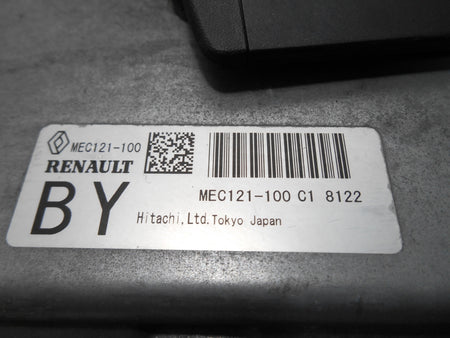 MEC121-100
RENAULT
BY
MEC121-100 C1 8122
Hitachi,Ltd.Tokyo Japan